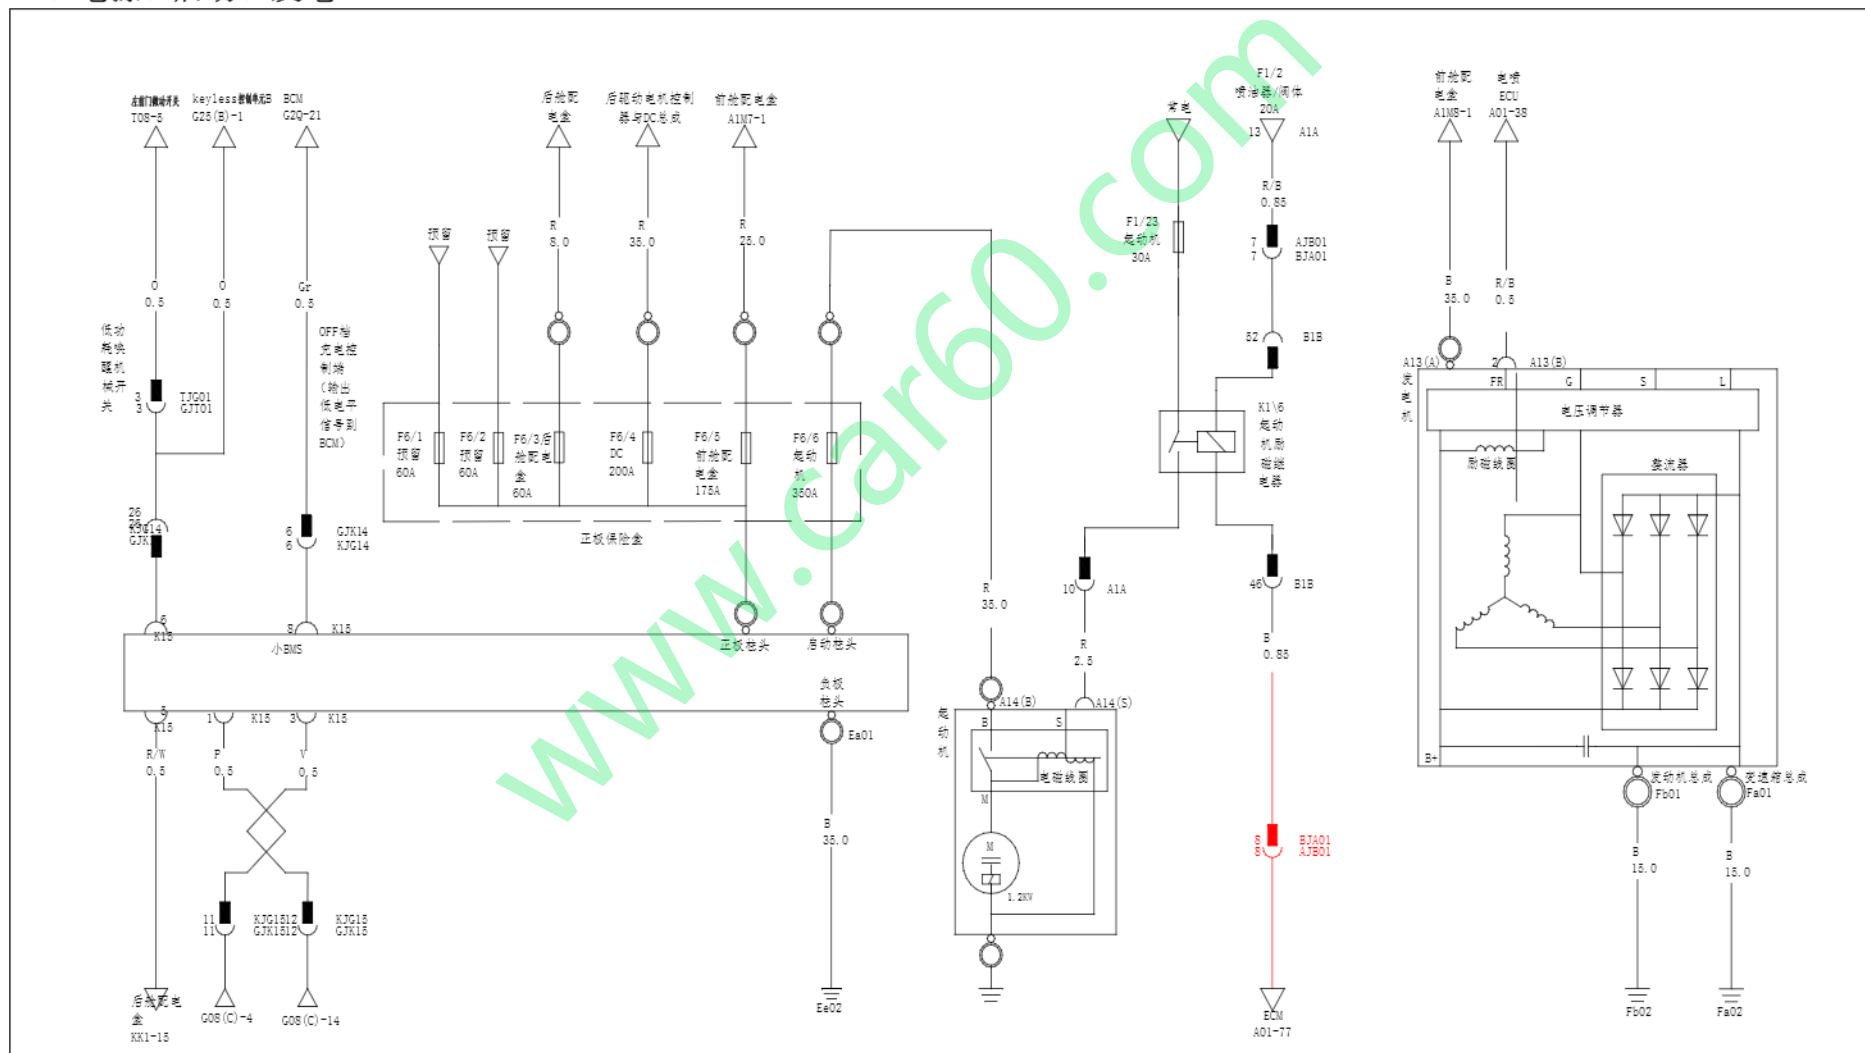 左前门微动开关
T08-5
keyless控制单元B
G25(B)-1
BCM
G2Q-21
后舱配
电盒
后驱动电机控制
器与DC总成
前舱配电盒
A1M7-1
常电
F1/2
喷油器/阀体
20A
13
A1A
前舱配
电盒
A1M8-1
电喷
ECU
A01-38
预留
预留
R
8.0
R
35.0
R
25.0
F1/23
起动机
30A
R/B
0.85
7
7
AJB01
BJA01
O
0.5
O
0.5
Gr
0.5
B
35.0
R/B
0.5
低功
耗唤
醒机
械开
关
OFF档
充电控
制端
(输出
低电平
信号到
BCM)
82
B1B
A13(A)
2
A13(B)
3
3
TJG01
GJT01
发
电
机
FR
G
S
L
电压调节器
K1\6
起动
机励
磁继
电器
F6/1
预留
60A
F6/2
预留
60A
F6/3后
舱配电
盒
60A
F6/4
DC
200A
F6/5
前舱配
电盒
175A
F6/6
起动
机
350A
励磁线圈
整流器
正极保险盒
26
26
KJG14
6
6
GJK14
KJG14
10
A1A
46
B1B
R
35.0
6
K15
8
K15
小BMS
正极桩头
启动桩头
负极
桩头
R
2.5
B
0.85
5
K15
1
K15
3
K15
Ea01
A14(B)
A14(S)
起
动
机
B
S
电磁线圈
M
R/W
0.5
P
0.5
V
0.5
B+
发动机总成
Fb01
变速箱总成
Fa01
B
35.0
M
1.2KV
8
8
BJA01
AJB01
B
15.0
B
15.0
11
11
KJG15
GJK15
12
12
KJG15
GJK15
后舱配电
盒
KK1-15
G08(C)-4
G08(C)-14
Ee02
ECM
A01-77
Fb02
Fa02
www.car60.com